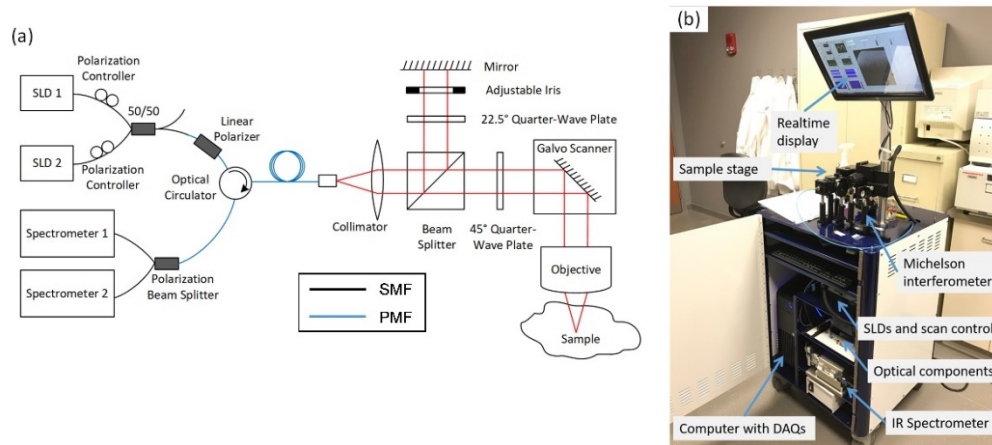 (a)
Polarization
Controller
SLD 1
50/50
Linear
Polarizer
SLD 2
Polarization
Controller
Optical
Circulator
Spectrometer 1
Spectrometer 2
Polarization
Beam Splitter
Collimator
Mirror
Adjustable Iris
22.5° Quarter-Wave Plate
Beam
Splitter
45° Quarter-
Wave Plate
Galvo Scanner
Objective
Sample
SMF
PMF
(b)
Realtime
display
Sample stage
Michelson
interferometer
SLDs and scan control
Optical components
IR Spectrometer
Computer with DAQs